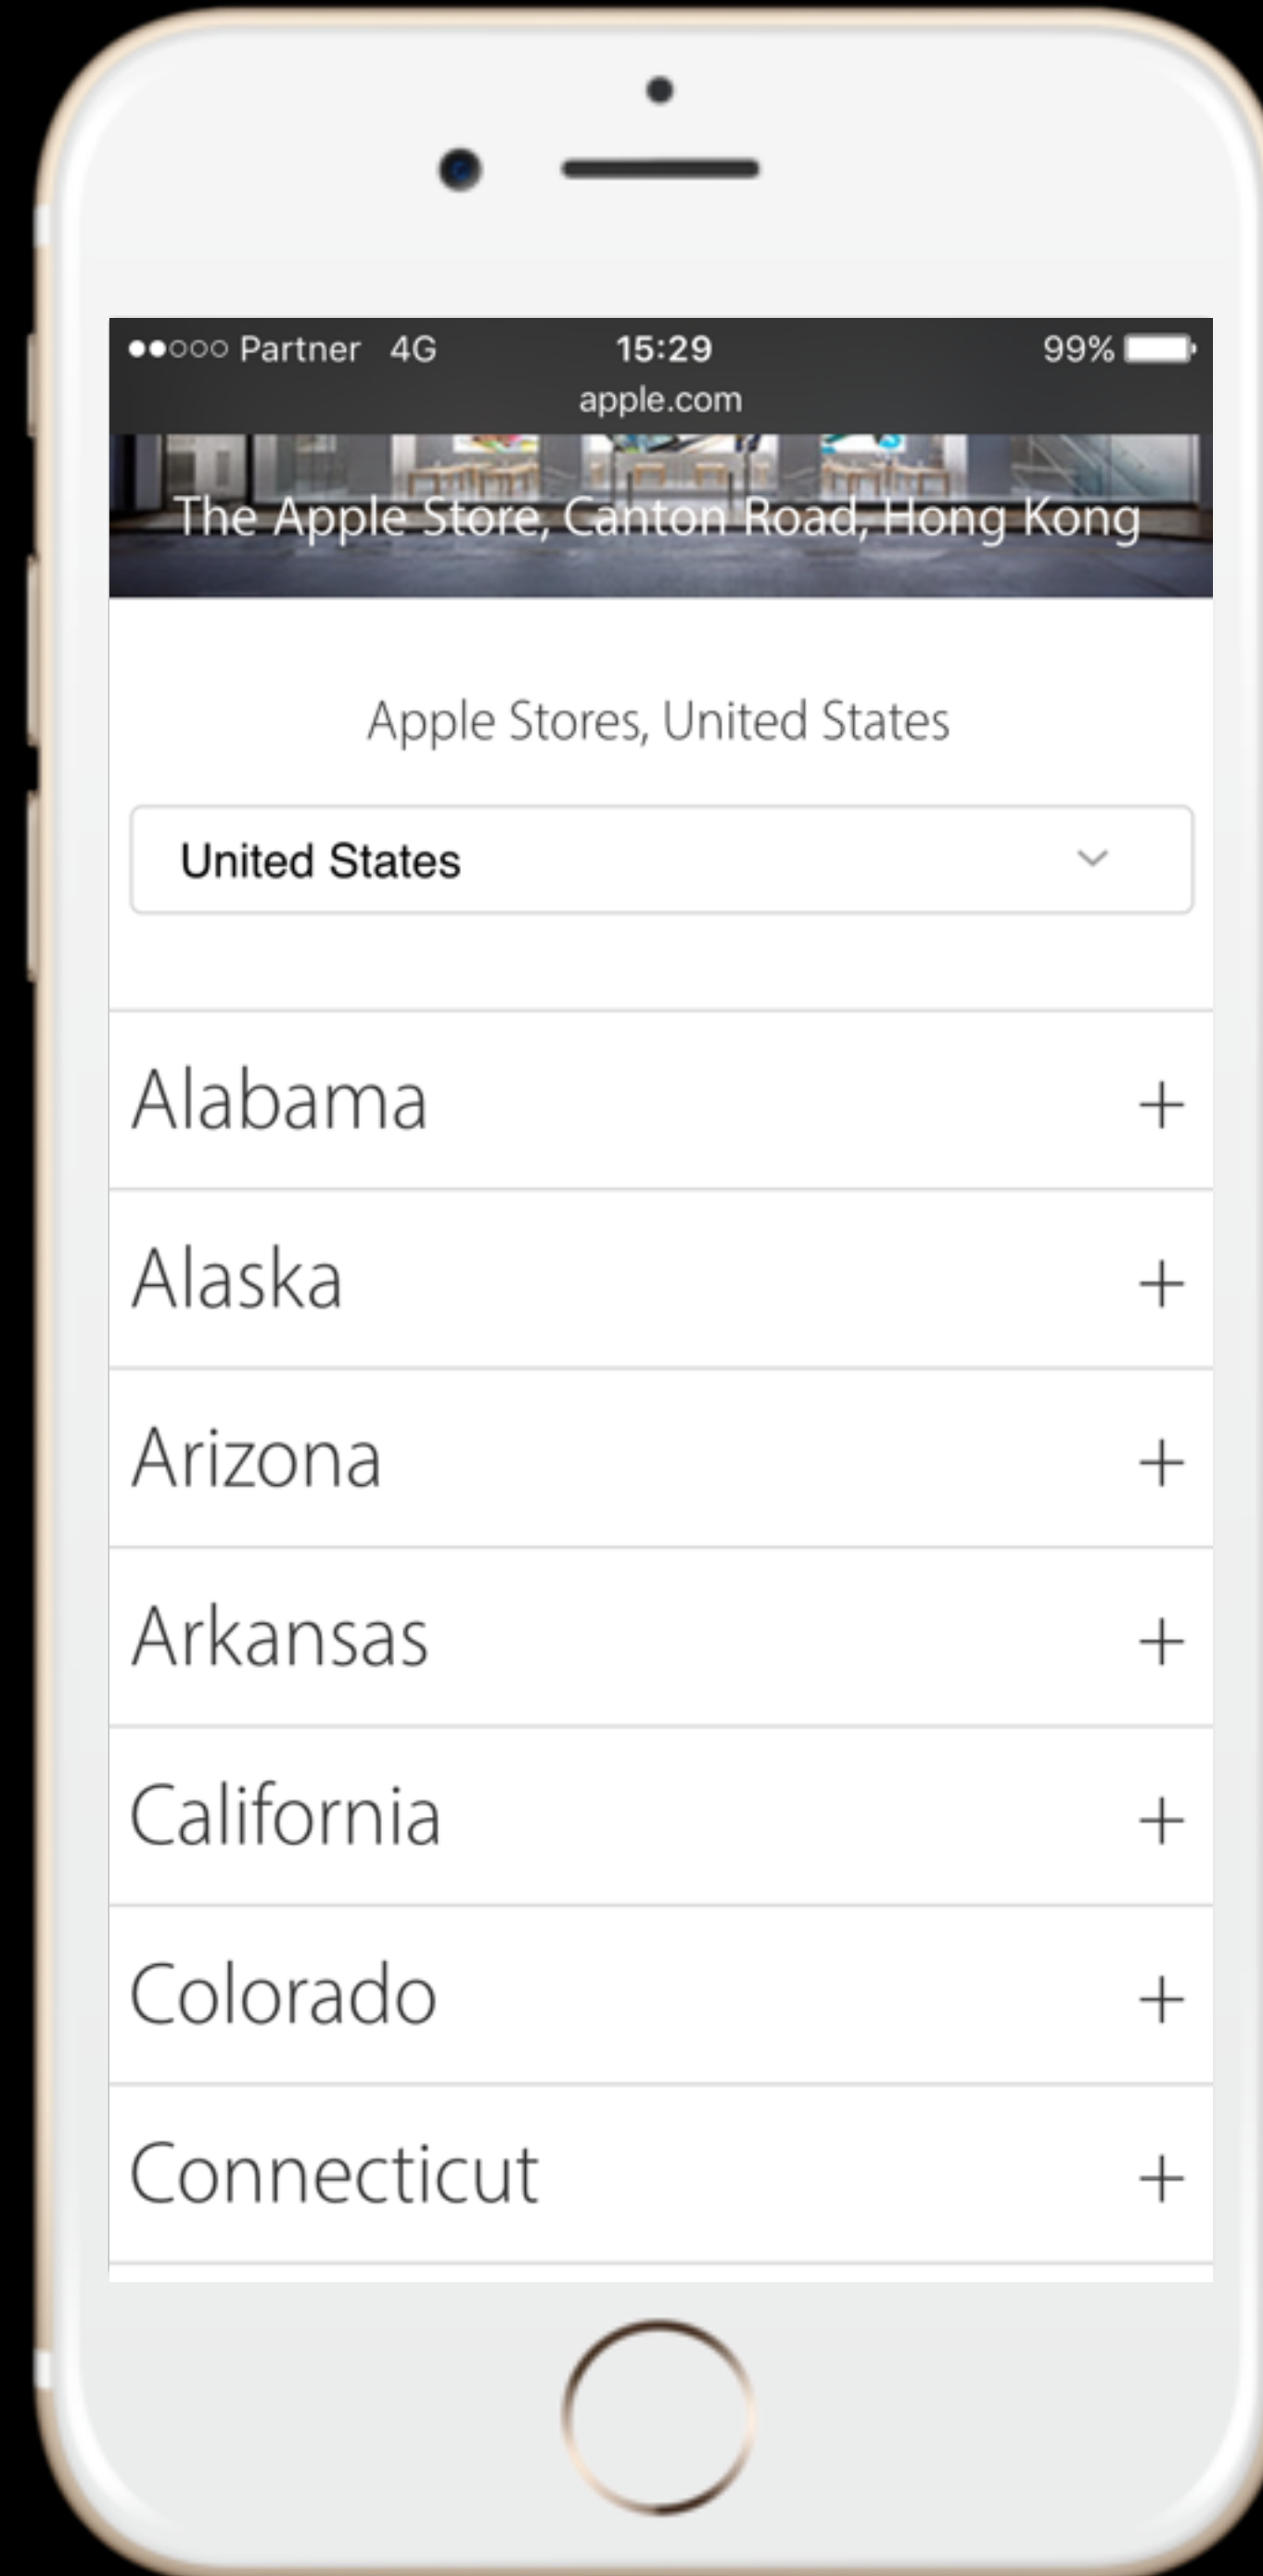 Partner 4G 15:29 99%
apple.com
The Apple Store, Canton Road, Hong Kong
Apple Stores, United States
United States
Alabama +
Alaska +
Arizona +
Arkansas +
California +
Colorado +
Connecticut +